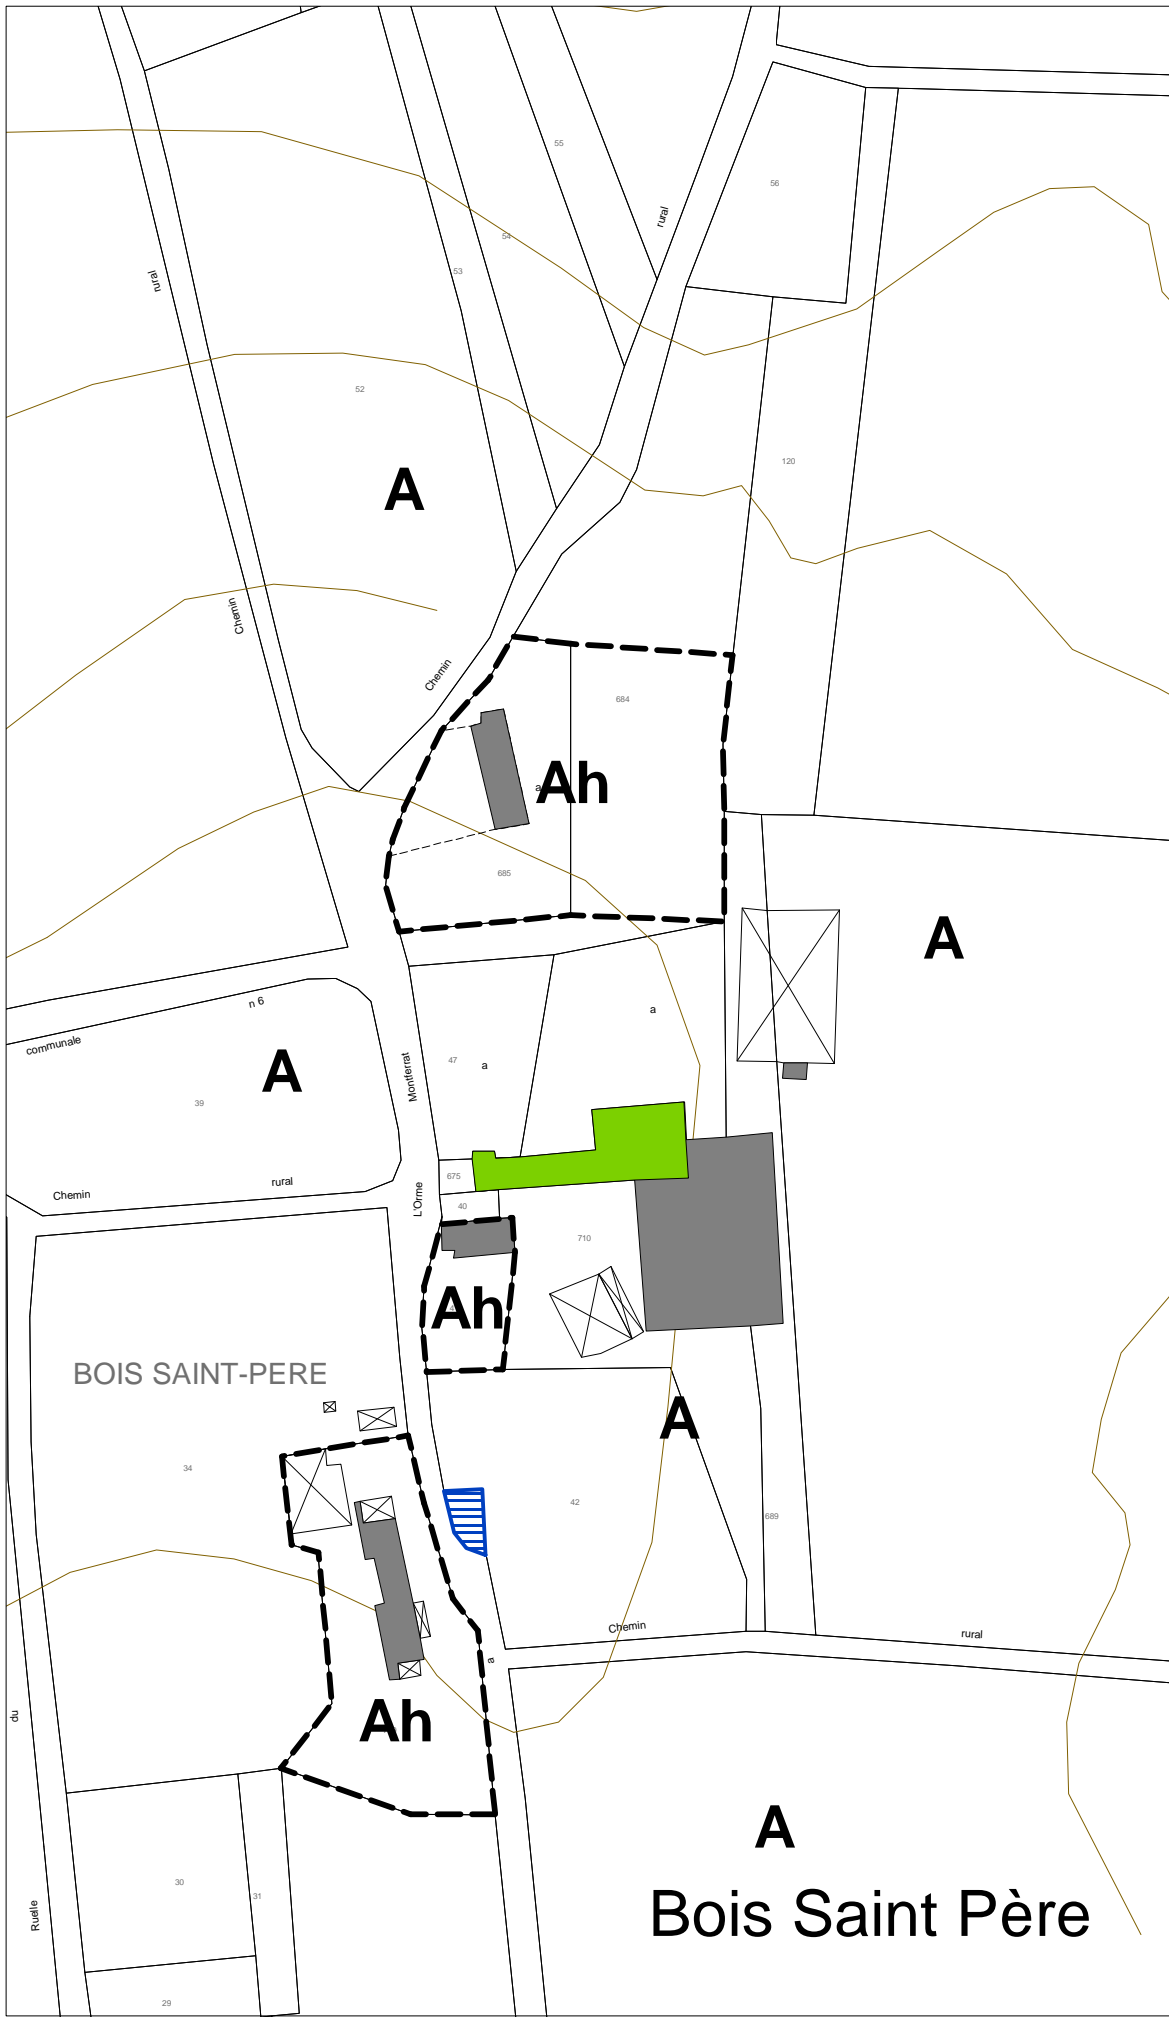 55
56
rural
54
rural
53
52
120
A
Chemin
Chemin
684
Ah
a
685
A
n 6
a
communale
Montferrat
47
a
A
39
675
rural
Chemin
L'Orme
40
710
Ah
BOIS SAINT-PERE
A
34
42
689
Chemin
rural
a
du
Ah
A
30
31
Bois Saint Père
Ruelle
29